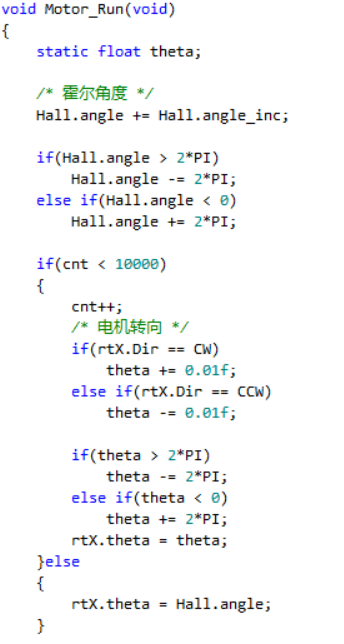 void Motor_Run(void)
{
    static float theta;

    /* 霍尔角度 */
    Hall.angle += Hall.angle_inc;

    if(Hall.angle > 2*PI)
        Hall.angle -= 2*PI;
    else if(Hall.angle < 0)
        Hall.angle += 2*PI;

    if(cnt < 10000)
    {
        cnt++;
        /* 电机转向 */
        if(rtX.Dir == CW)
            theta += 0.01f;
        else if(rtX.Dir == CCW)
            theta -= 0.01f;

        if(theta > 2*PI)
            theta -= 2*PI;
        else if(theta < 0)
            theta += 2*PI;
        rtX.theta = theta;
    }else
    {
        rtX.theta = Hall.angle;
    }